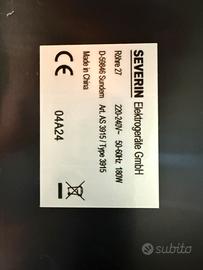 SEVERIN
Elektrogeräte GmbH
Röhre 27
220-240V~ 50-60Hz 180W
D-59846 Sundern
Art. AS 3915 / Type 3915
Made in China
CE
04A24
subito